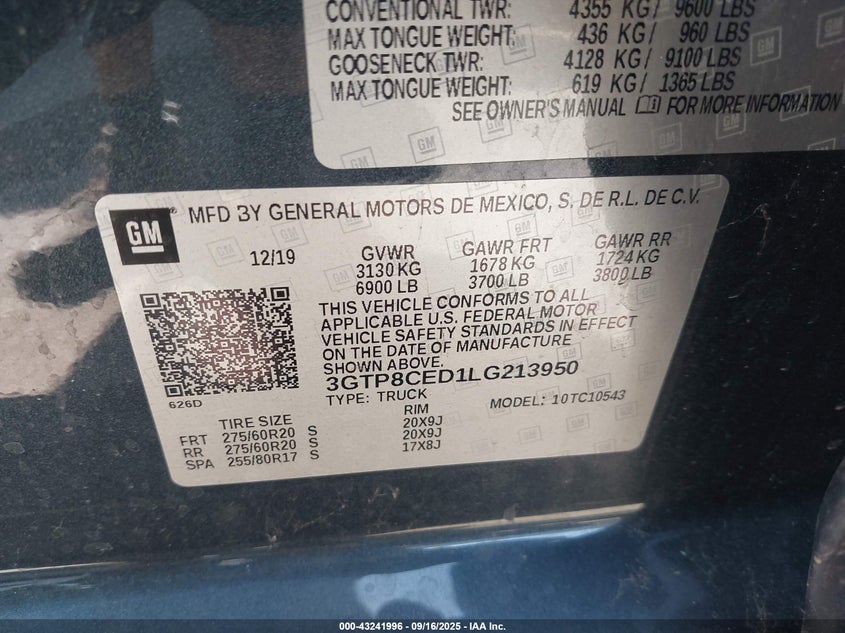 CONVENTIONAL TWR: 4355 KG/ 9600 LBS
MAX TONGUE WEIGHT: 436 KG/ 960 LBS
GOOSENECK TWR: 4128 KG/ 9100 LBS
MAX TONGUE WEIGHT: 619 KG/ 1365 LBS
SEE OWNER'S MANUAL FOR MORE INFORMATION
GM ® MFD BY GENERAL MOTORS DE MEXICO, S. DE R.L. DE C.V.
12/19 GVWR GAWR FRT GAWR RR
3130 KG 1678 KG 1724 KG
6900 LB 3700 LB 3800 LB
THIS VEHICLE CONFORMS TO ALL
APPLICABLE U.S. FEDERAL MOTOR
VEHICLE SAFETY STANDARDS IN EFFECT
ON THE DATE OF MANUFACTURE
SHOWN ABOVE.
3GTP8CED1LG213950
626D TYPE: TRUCK MODEL: 10TC10543
TIRE SIZE RIM
FRT 275/60R20 S 20X9J
RR 275/60R20 S 20X9J
SPA 255/80R17 S 17X8J
000-43241996 - 09/16/2025 - IAA Inc.